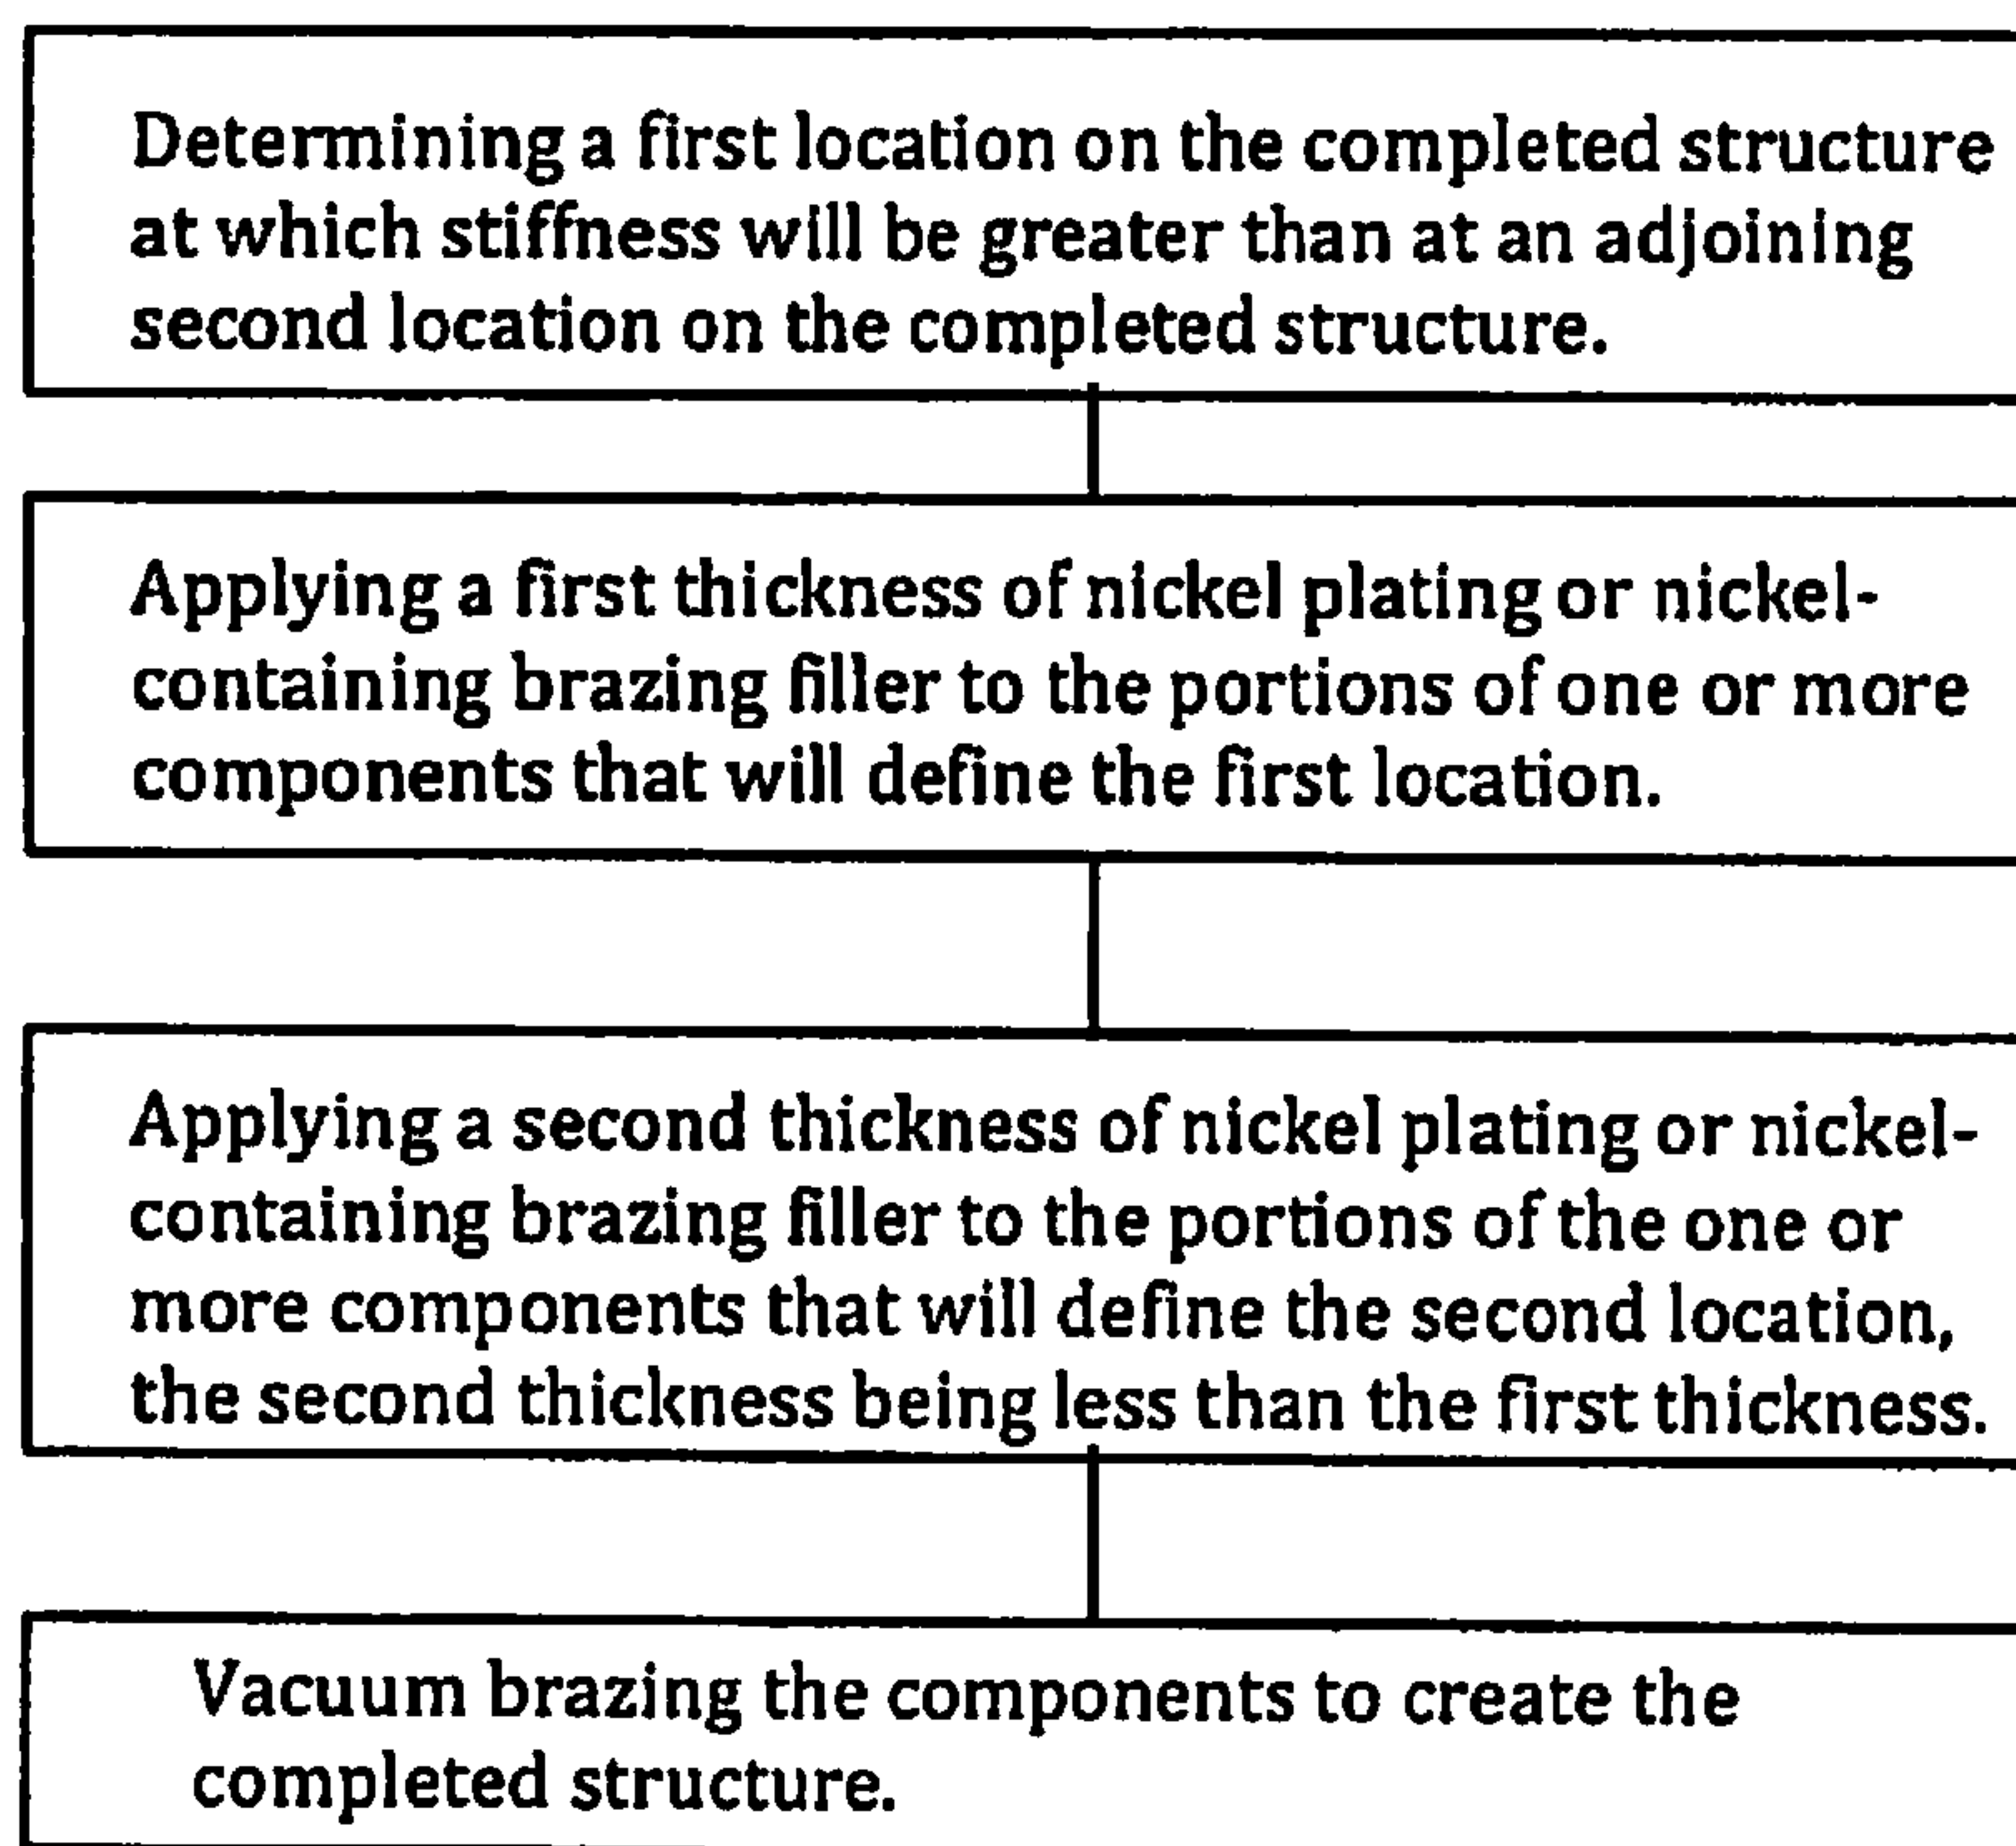 Determining a first location on the completed structure
at which stiffness will be greater than at an adjoining
second location on the completed structure.
Applying a first thickness of nickel plating or nickel-
containing brazing filler to the portions of one or more
components that will define the first location.
Applying a second thickness of nickel plating or nickel-
containing brazing filler to the portions of the one or
more components that will define the second location,
the second thickness being less than the first thickness.
Vacuum brazing the components to create the
completed structure.